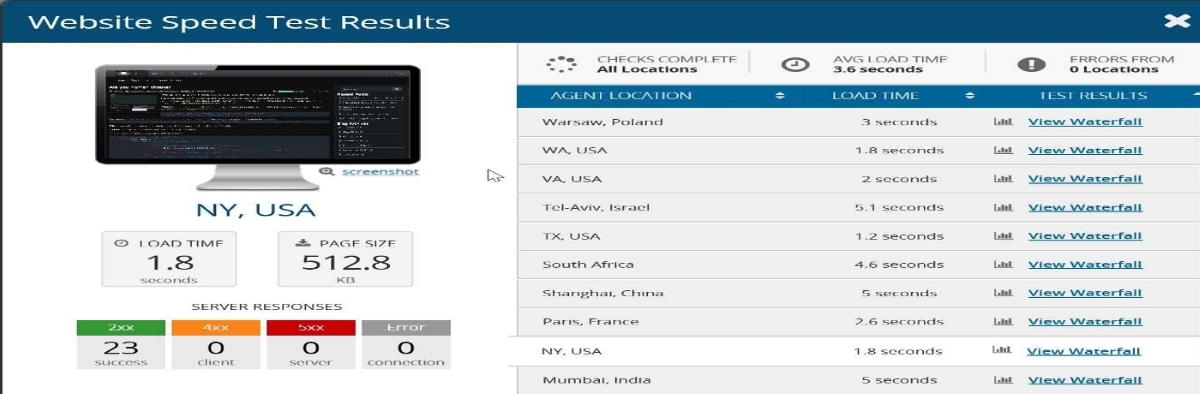 Website Speed Test Results
CHECKS COMPLETE
All Locations
AVG LOAD TIME
3.6 seconds
ERRORS FROM
0 Locations
AGENT LOCATION LOAD TIME TEST RESULTS
Warsaw, Poland 3 seconds View Waterfall
WA, USA 1.8 seconds View Waterfall
VA, USA 2 seconds View Waterfall
Tel-Aviv, Israel 5.1 seconds View Waterfall
TX, USA 1.2 seconds View Waterfall
South Africa 4.6 seconds View Waterfall
Shanghai, China 5 seconds View Waterfall
Paris, France 2.6 seconds View Waterfall
NY, USA 1.8 seconds View Waterfall
Mumbai, India 5 seconds View Waterfall
screenshot
NY, USA
LOAD TIME
1.8
seconds
PAGE SIZE
512.8
KB
SERVER RESPONSES
2xx 4xx 5xx Error
23 0 0 0
success client server connection